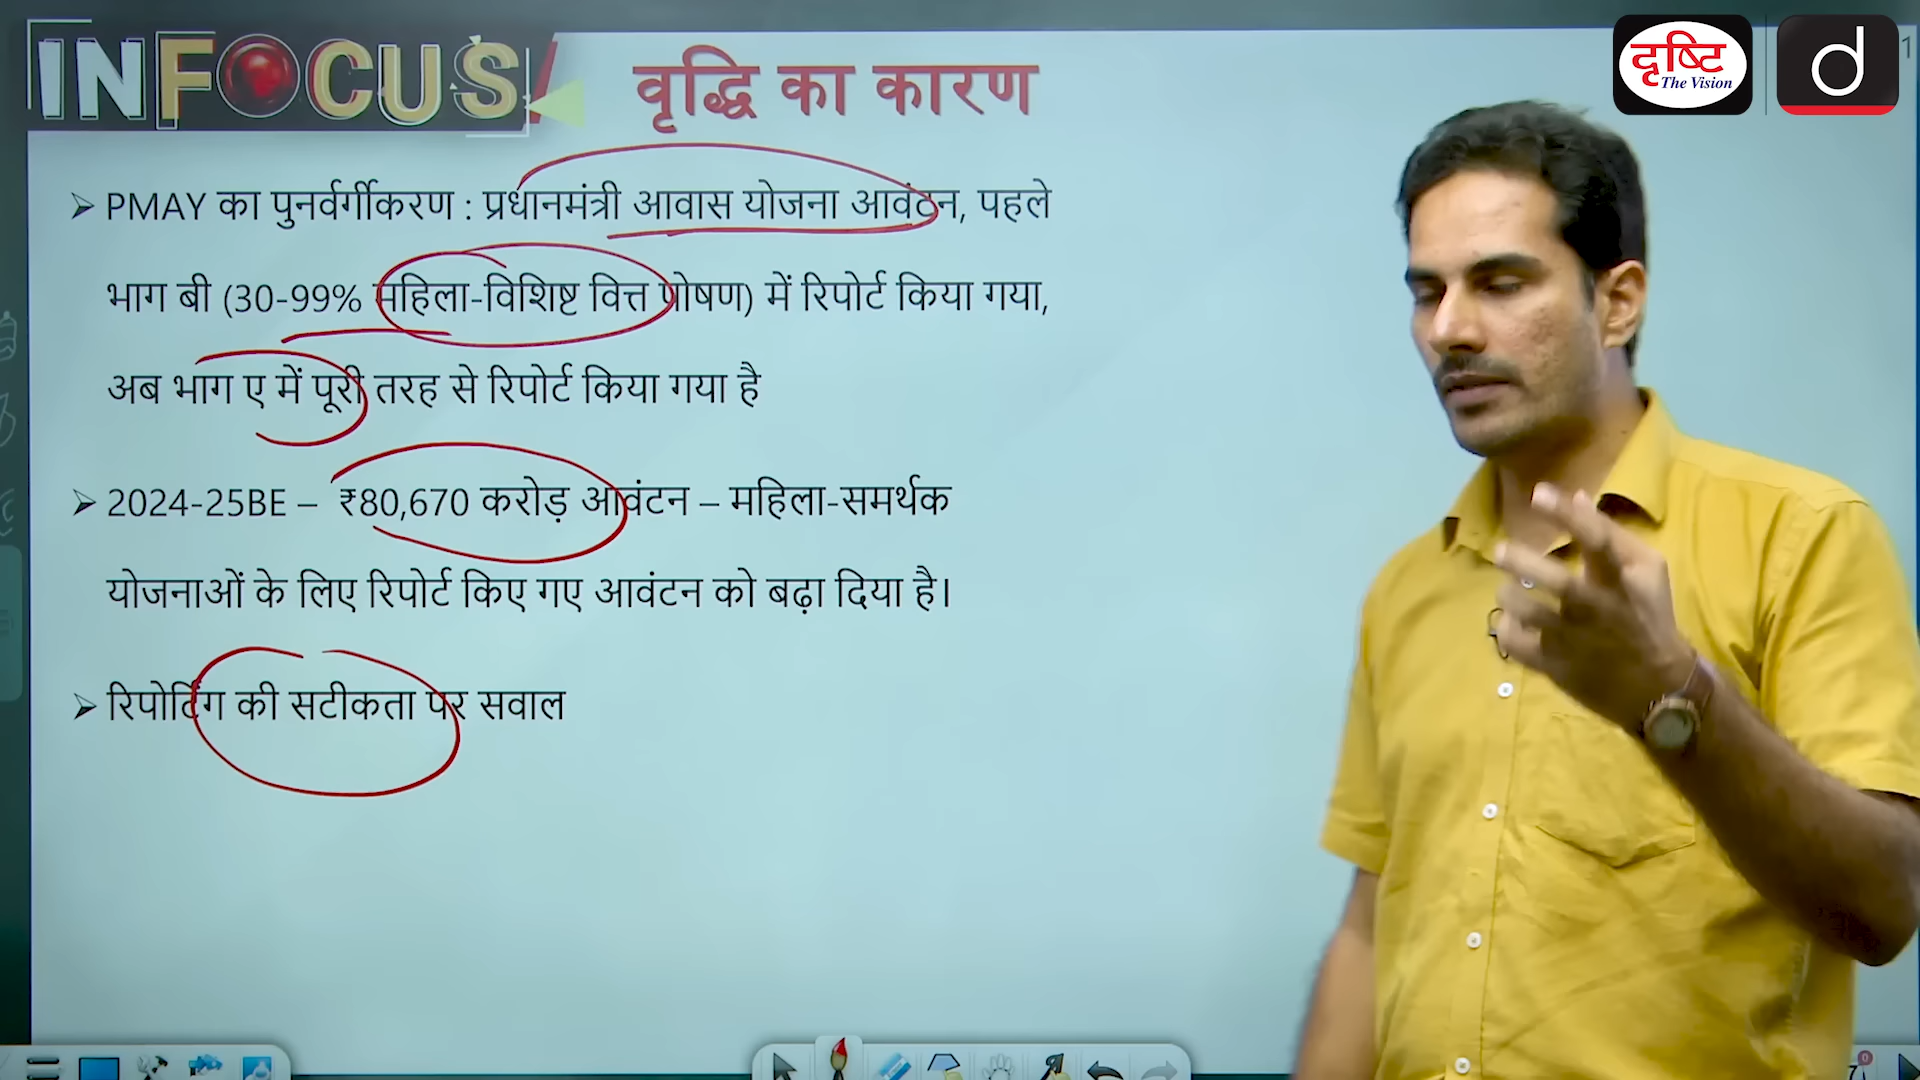 INFOCUS
वृद्धि का कारण
दृष्टि
The Vision
d
1
➢ PMAY का पुनर्वर्गीकरण : प्रधानमंत्री आवास योजना आवंटन, पहले
भाग बी (30-99% महिला-विशिष्ट वित्त पोषण) में रिपोर्ट किया गया,
अब भाग ए में पूरी तरह से रिपोर्ट किया गया है
➢ 2024-25BE – ₹80,670 करोड़ आवंटन – महिला-समर्थक
योजनाओं के लिए रिपोर्ट किए गए आवंटन को बढ़ा दिया है।
➢ रिपोर्टिंग की सटीकता पर सवाल